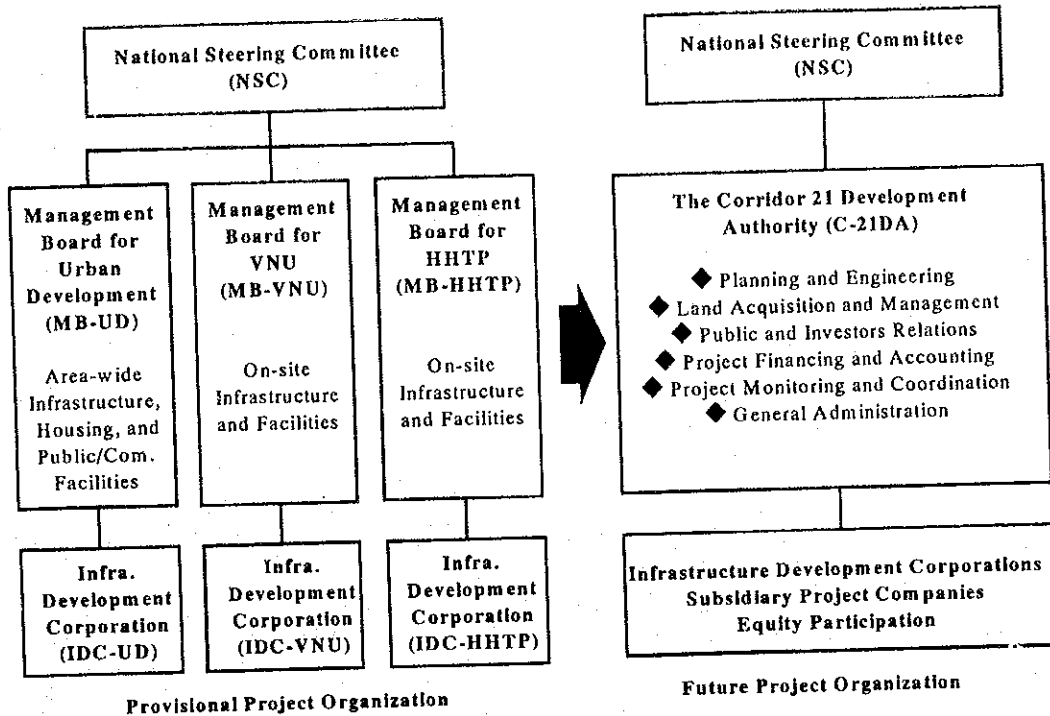 National Steering Committee
(NSC)
Management
Board for
Urban
Development
(MB-UD)
Area-wide
Infrastructure,
Housing, and
Public/Com.
Facilities
Management
Board for
VNU
(MB-VNU)
On-site
Infrastructure
and Facilities
Management
Board for
HHTP
(MB-HHTP)
On-site
Infrastructure
and Facilities
Infra.
Development
Corporation
(IDC-UD)
Infra.
Development
Corporation
(IDC-VNU)
Infra.
Development
Corporation
(IDC-HHTP)
Provisional Project Organization
National Steering Committee
(NSC)
The Corridor 21 Development
Authority (C-21DA)
◆ Planning and Engineering
◆ Land Acquisition and Management
◆ Public and Investors Relations
◆ Project Financing and Accounting
◆ Project Monitoring and Coordination
◆ General Administration
Infrastructure Development Corporations
Subsidiary Project Companies
Equity Participation
Future Project Organization